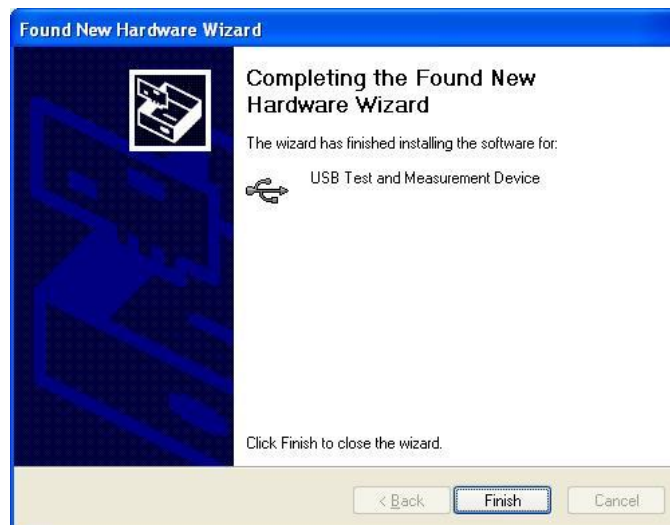 Found New Hardware Wizard
Completing the Found New
Hardware Wizard
The wizard has finished installing the software for:
USB Test and Measurement Device
Click Finish to close the wizard.
< Back
Finish
Cancel